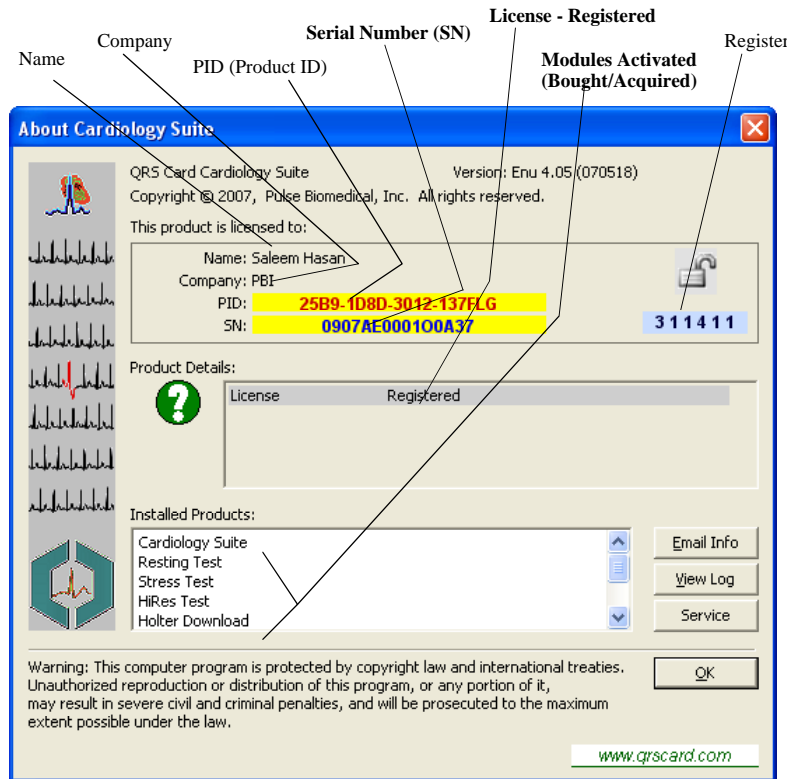 License - Registered
Serial Number (SN)
Company
Register
Name
PID (Product ID)
Modules Activated
(Bought/Acquired)
About Cardiology Suite
QRS Card Cardiology Suite Version: Enu 4.05 (070518)
Copyright © 2007, Pulse Biomedical, Inc. All rights reserved.
This product is licensed to:
Name: Saleem Hasan
Company: PBI
PID: 25B9-1D8D-3012-137FLG
SN: 0907AE0001O0A37
311411
Product Details:
License Registered
Installed Products:
Cardiology Suite
Resting Test
Stress Test
HiRes Test
Holter Download
Email Info
View Log
Service
Warning: This computer program is protected by copyright law and international treaties.
Unauthorized reproduction or distribution of this program, or any portion of it,
may result in severe civil and criminal penalties, and will be prosecuted to the maximum
extent possible under the law.
OK
www.qrscard.com